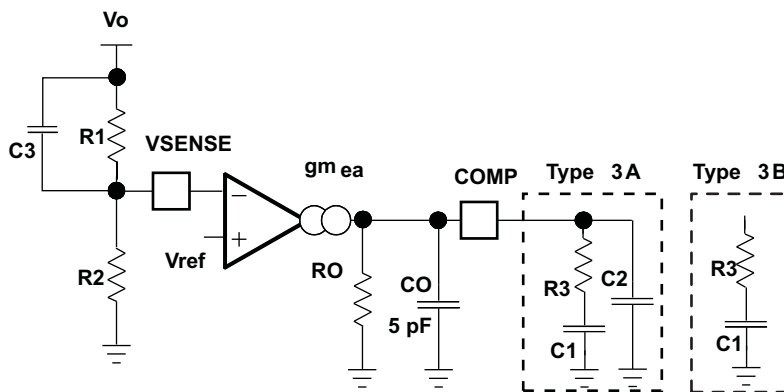 Vo
C3
R1
VSENSE
gm ea
COMP
Type 3A
Type 3B
R2
Vref
RO
CO
5 pF
R3
C2
C1
R3
C1
−
+